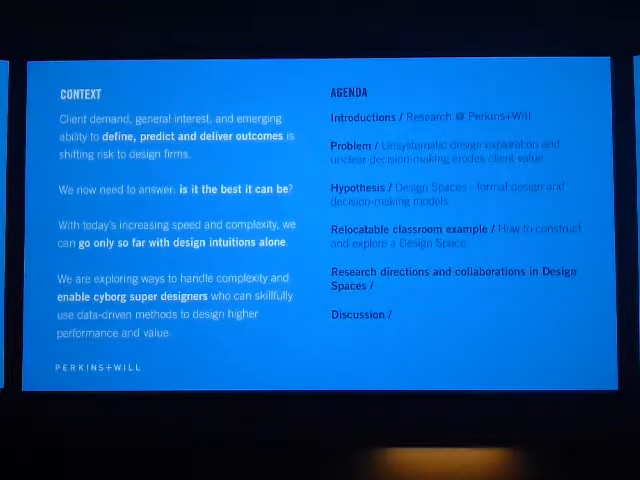 CONTEXT
Client demand, general interest, and emerging
ability to define, predict and deliver outcomes is
shifting risk to design firms.
We now need to answer: is it the best it can be?
With today's increasing speed and complexity, we
can go only so far with design intuitions alone.
We are exploring ways to handle complexity and
enable cyborg super designers who can skillfully
use data-driven methods to design higher
performance and value.
PERKINS+WILL
AGENDA
Introductions / Research @ Perkins+Will
Problem / Unsystematic design exploration and
unclear decision-making erodes client value
Hypothesis / Design Spaces - formal design and
decision-making models
Relocatable classroom example / How to construct
and explore a Design Space
Research directions and collaborations in Design
Spaces /
Discussion /